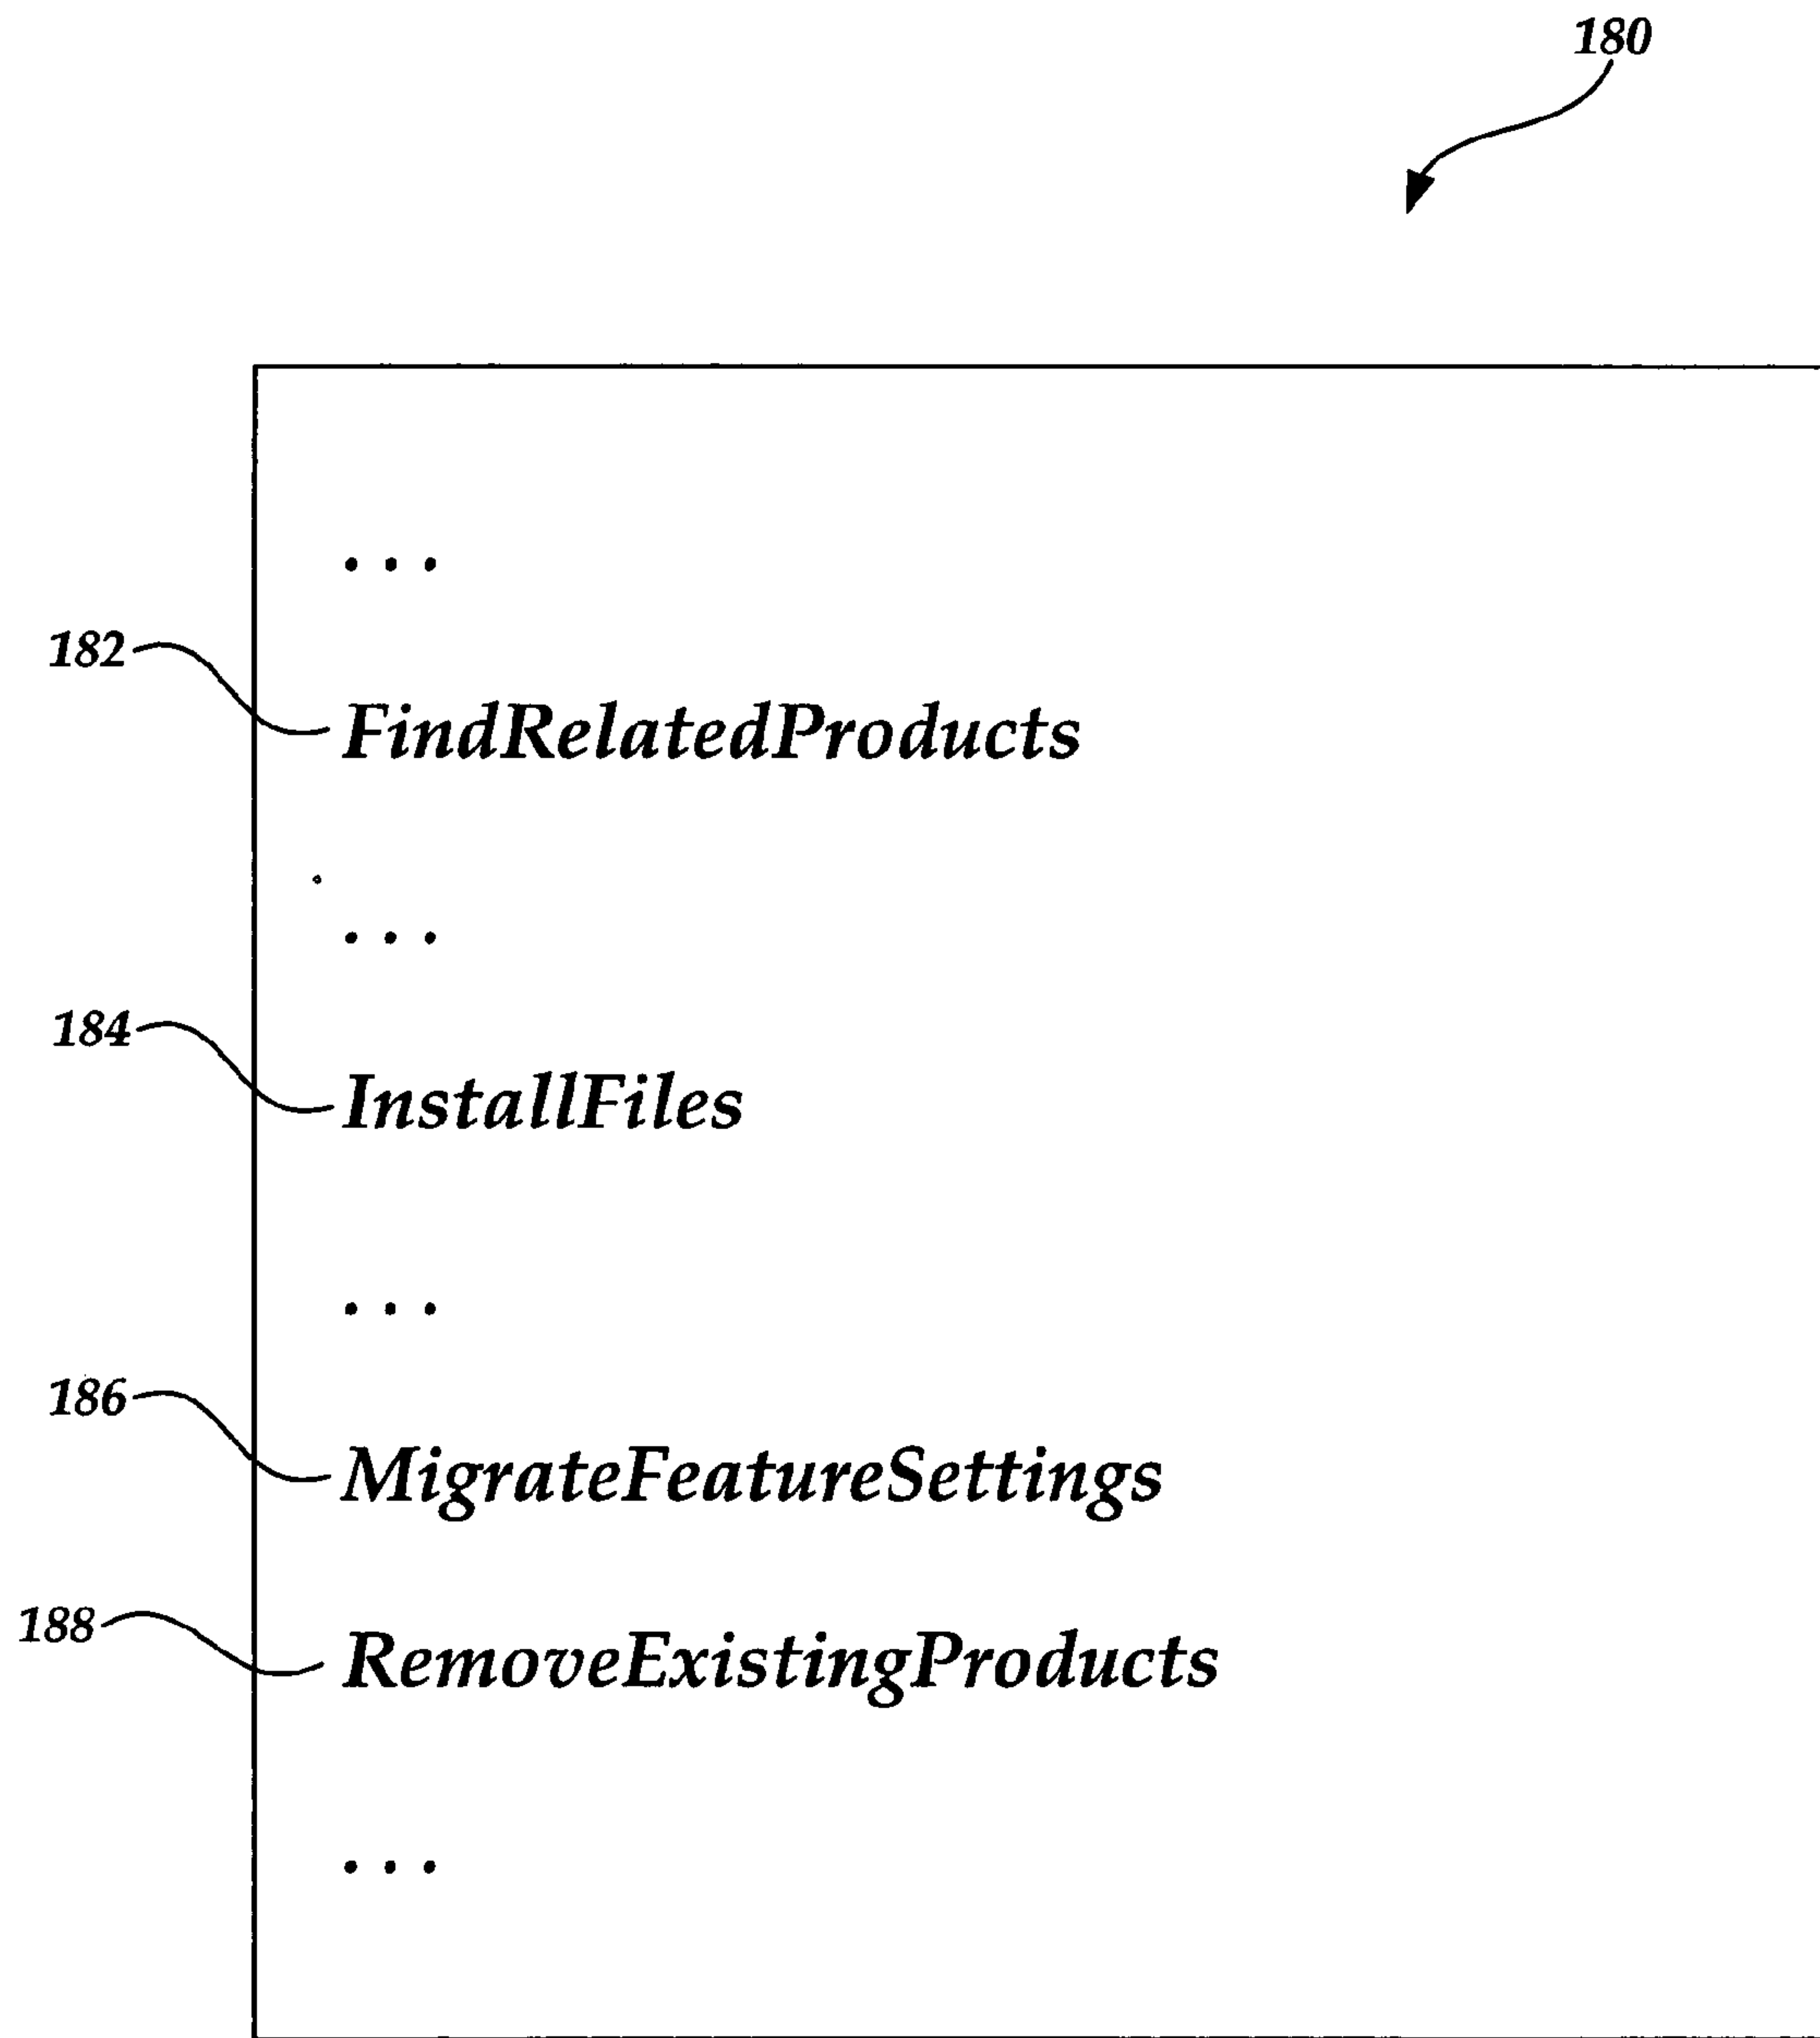 180
. . .
182
FindRelatedProducts
. . .
184
InstallFiles
. . .
186
MigrateFeatureSettings
188
RemoveExistingProducts
. . .